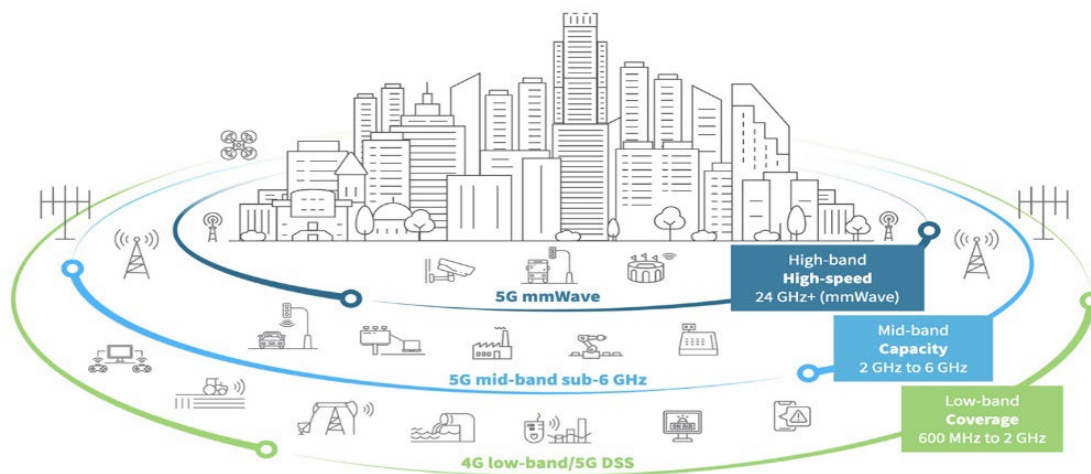 High-band
High-speed
24 GHz+ (mmWave)
5G mmWave
Mid-band
Capacity
2 GHz to 6 GHz
5G mid-band sub-6 GHz
Low-band
Coverage
600 MHz to 2 GHz
4G low-band/5G DSS